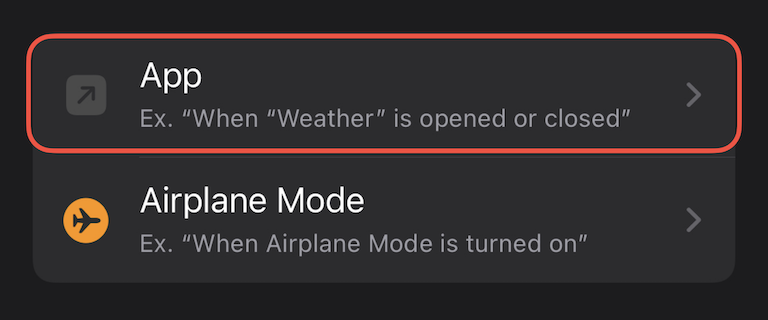 App
Ex. “When “Weather” is opened or closed”
Airplane Mode
Ex. “When Airplane Mode is turned on”